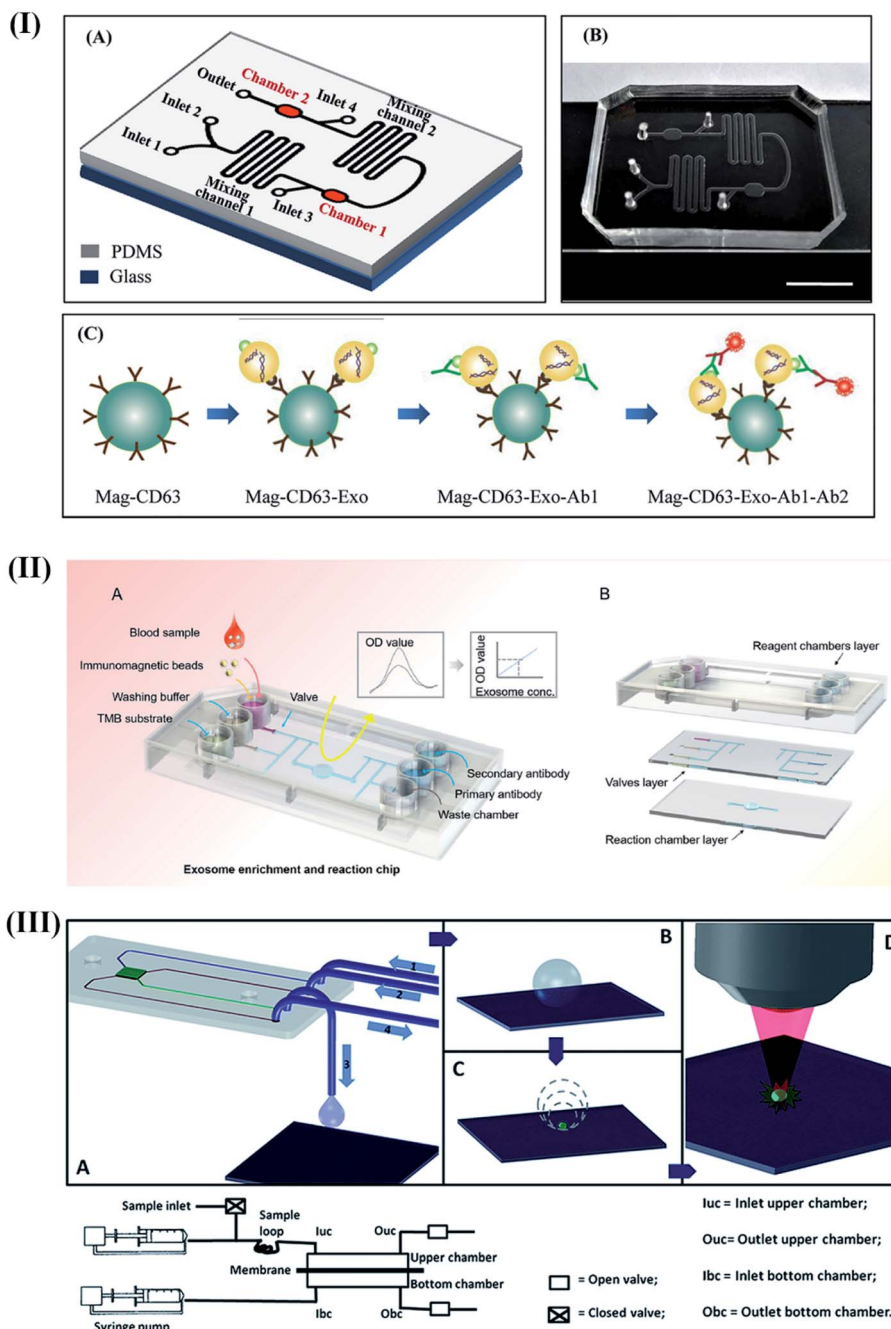 (I)
(A)
Outlet
Chamber 2
Inlet 4
Mixing
channel 2
Inlet 2
Inlet 1
Mixing
channel 1
Inlet 3
Chamber 1
PDMS
Glass
(B)
(C)
Mag-CD63
Mag-CD63-Exo
Mag-CD63-Exo-Ab1
Mag-CD63-Exo-Ab1-Ab2
(II)
A
Blood sample
Immunomagnetic beads
Washing buffer
TMB substrate
Valve
OD value
OD value
Exosome conc.
Secondary antibody
Primary antibody
Waste chamber
Exosome enrichment and reaction chip
B
Reagent chambers layer
Valves layer
Reaction chamber layer
(III)
1
2
4
3
A
B
C
D
Sample inlet
Sample
loop
Iuc
Ouc
Upper chamber
Membrane
Bottom chamber
Ibc
Obc
Syringe pump
= Open valve;
= Closed valve;
Iuc = Inlet upper chamber;
Ouc= Outlet upper chamber;
Ibc = Inlet bottom chamber;
Obc = Outlet bottom chamber.